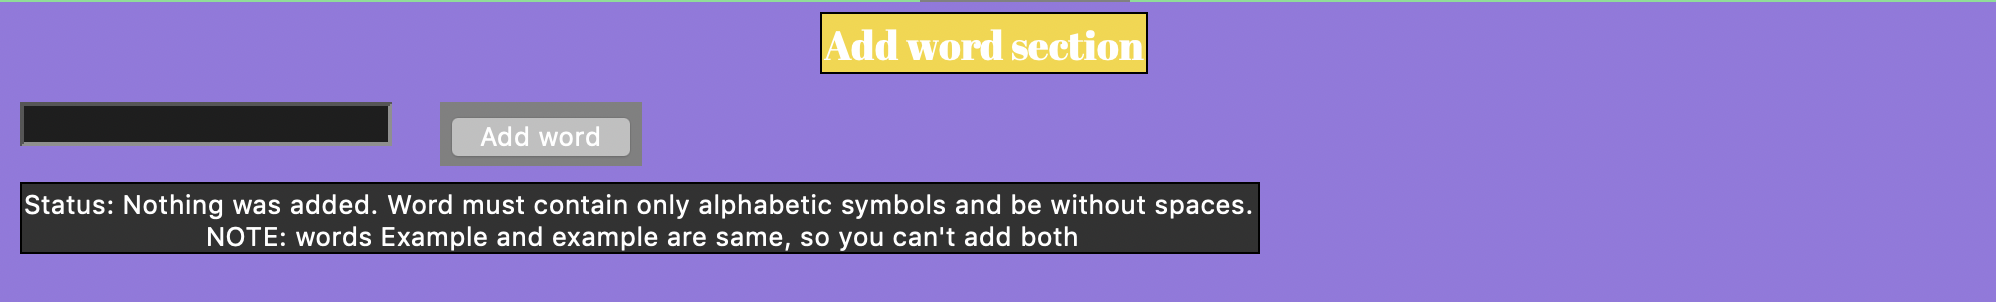 Add word section
Add word
Status: Nothing was added. Word must contain only alphabetic symbols and be without spaces.
NOTE: words Example and example are same, so you can't add both